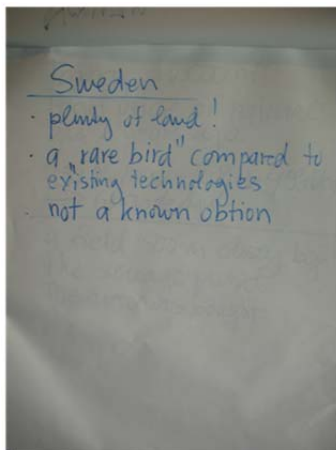 Sweden
· plenty of land!
· a „rare bird" compared to
existing technologies
· not a known obtion